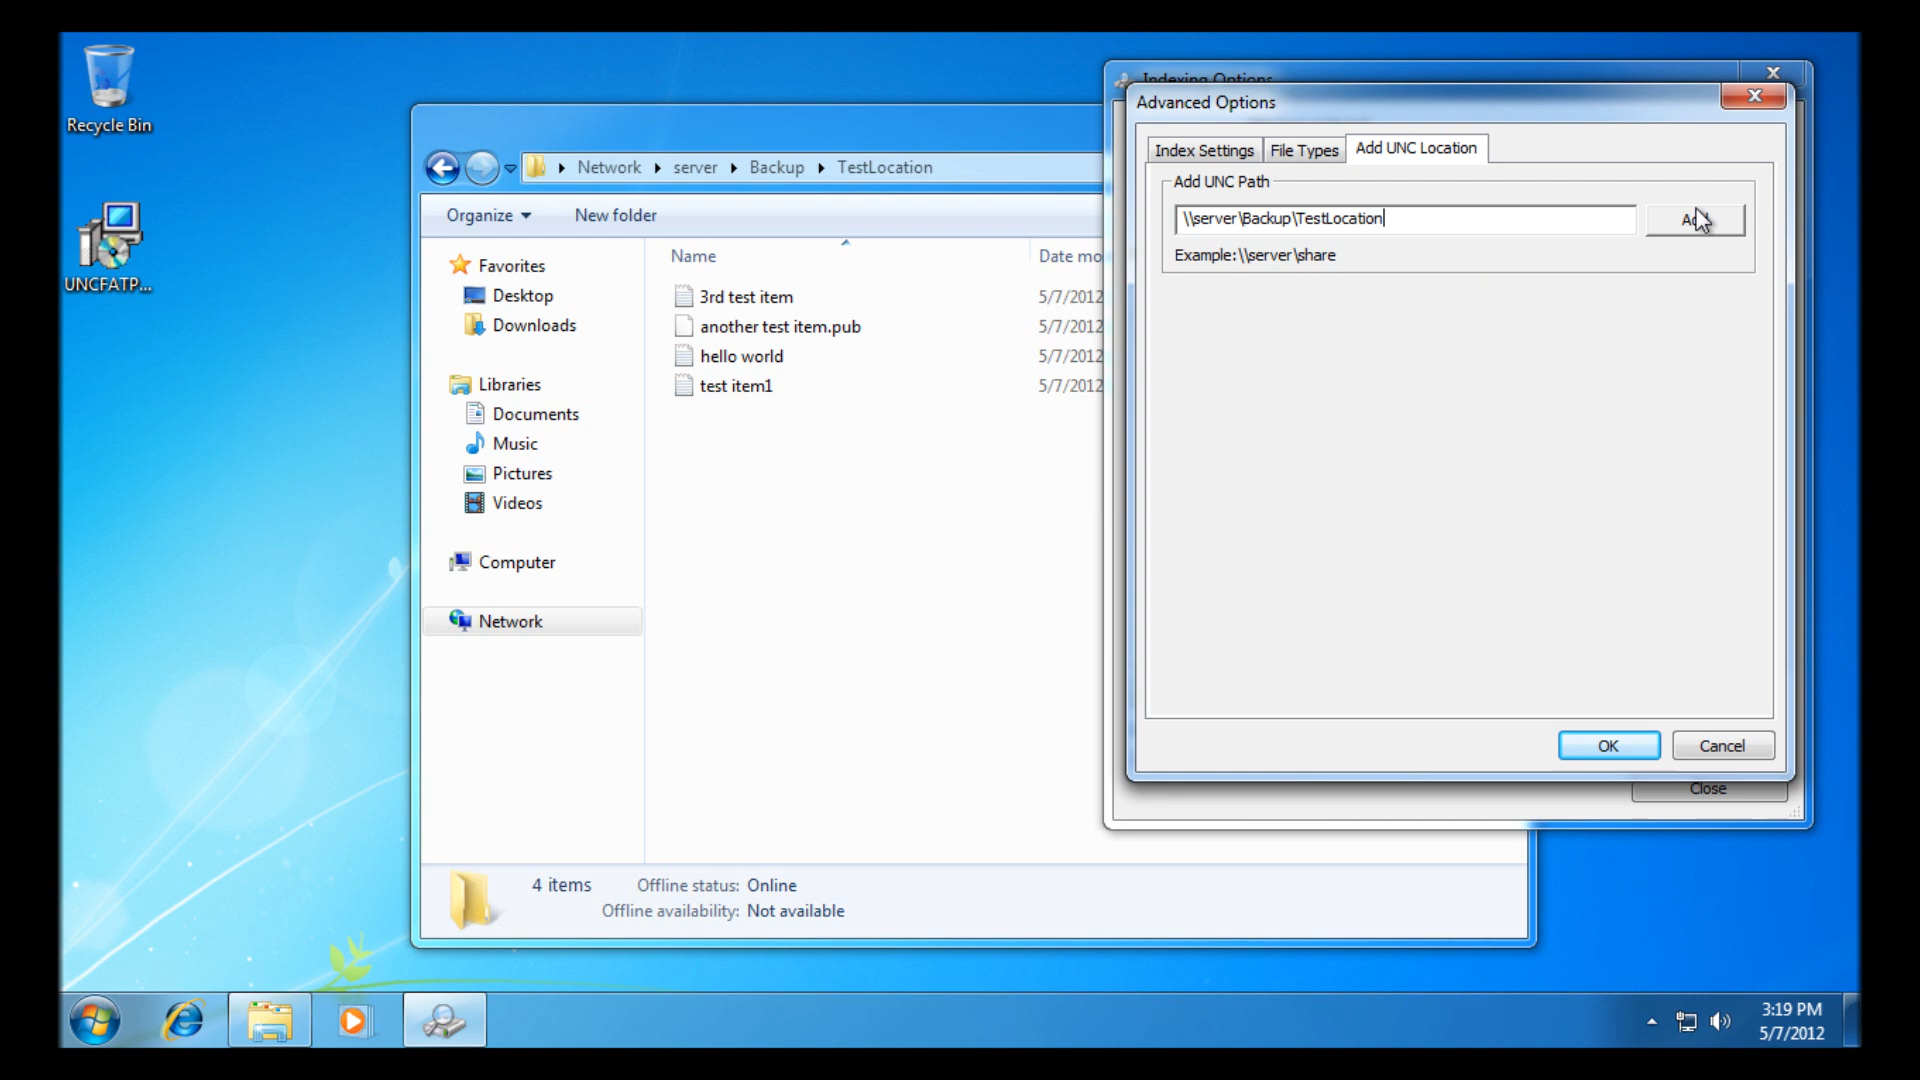 Recycle Bin
UNCFATP...
Network server Backup TestLocation
Organize New folder
Name Date mo
Favorites
Desktop
Downloads
Libraries
Documents
Music
Pictures
Videos
Computer
Network
3rd test item 5/7/2012
another test item.pub 5/7/2012
hello world 5/7/2012
test item1 5/7/2012
4 items Offline status: Online
Offline availability: Not available
Indexing Options
Advanced Options
Index Settings File Types Add UNC Location
Add UNC Path
\\server\Backup\TestLocation
Example:\\server\share
OK Cancel
Close
3:19 PM
5/7/2012